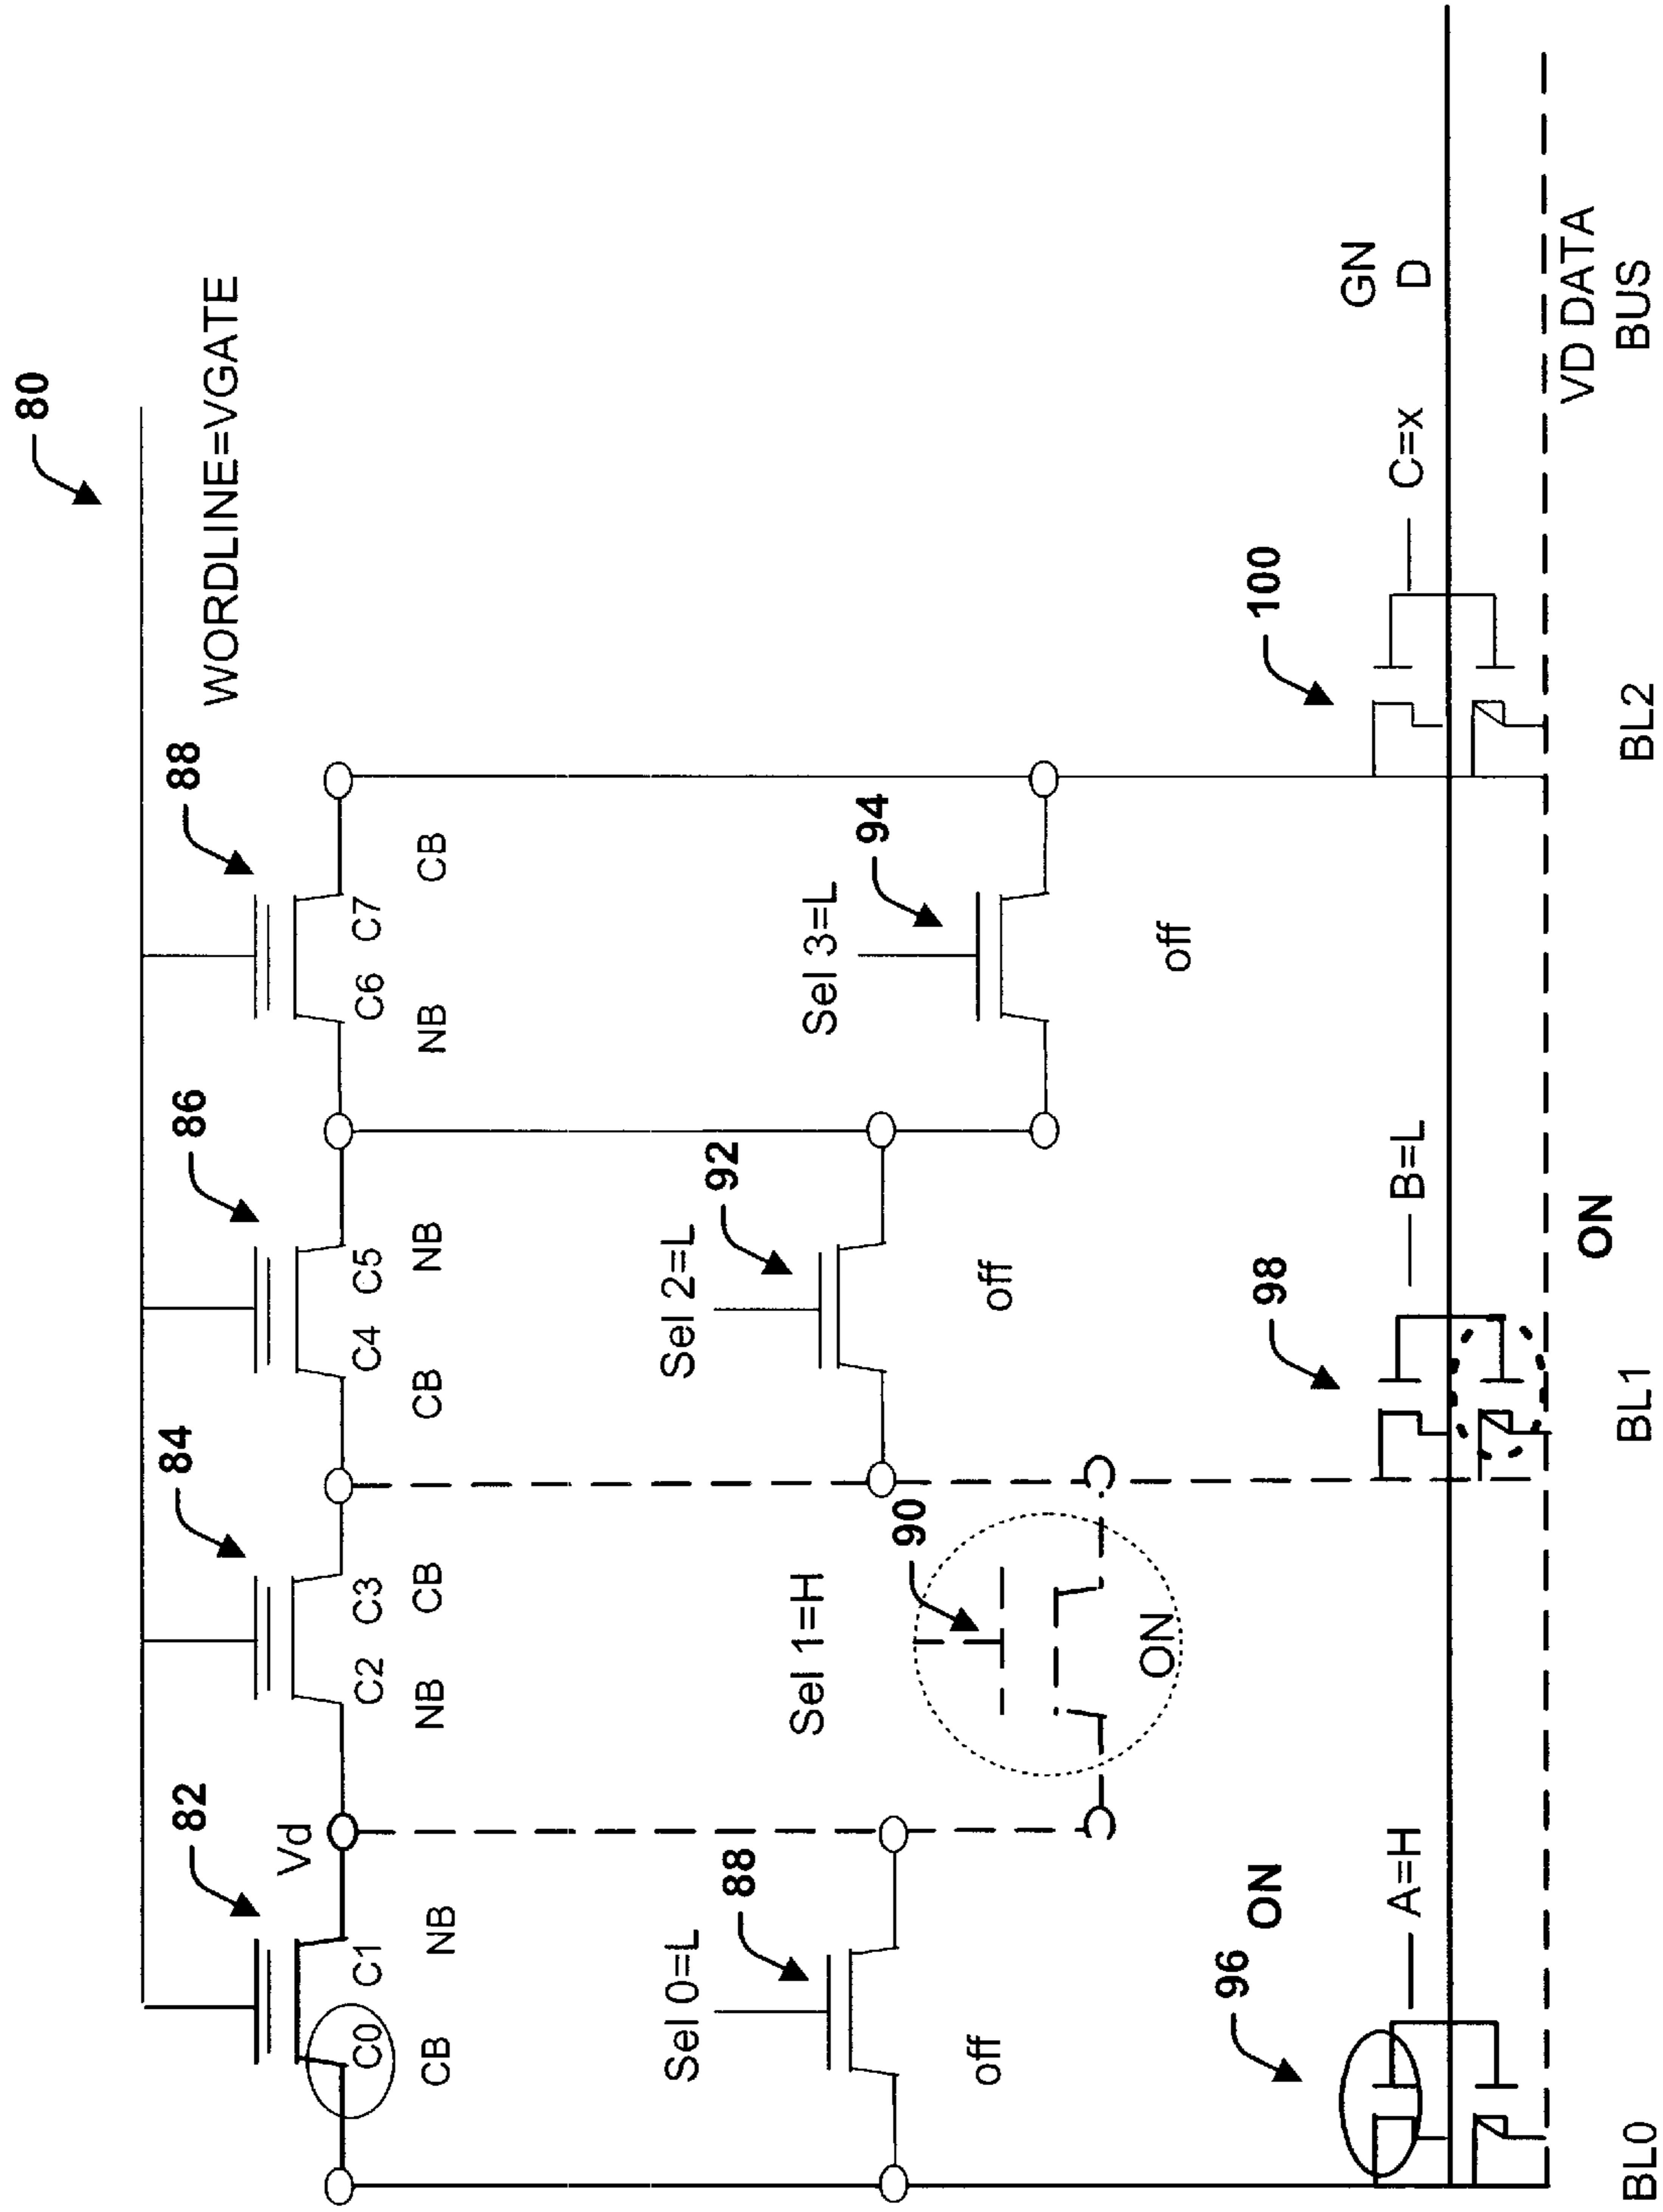 80
WORDLINE=VGATE
82
84
86
88
Vd
C0 C1
C2 C3
C4 C5
C6 C7
CB NB
NB CB
CB NB
NB CB
Sel 0=L
88
off
Sel 1=H
90
ON
Sel 2=L
92
off
Sel 3=L
94
off
96
ON
98
100
A=H
B=L
C=x
GN
D
VD DATA
BUS
ON
BL0
BL1
BL2